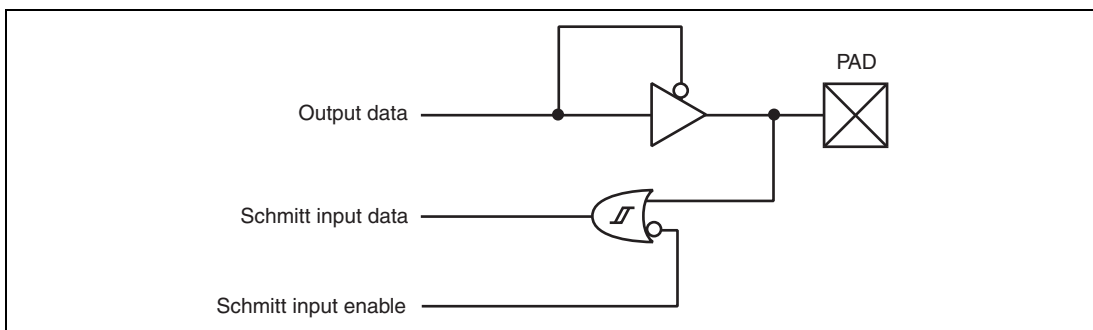 PAD
Output data
Schmitt input data
Schmitt input enable